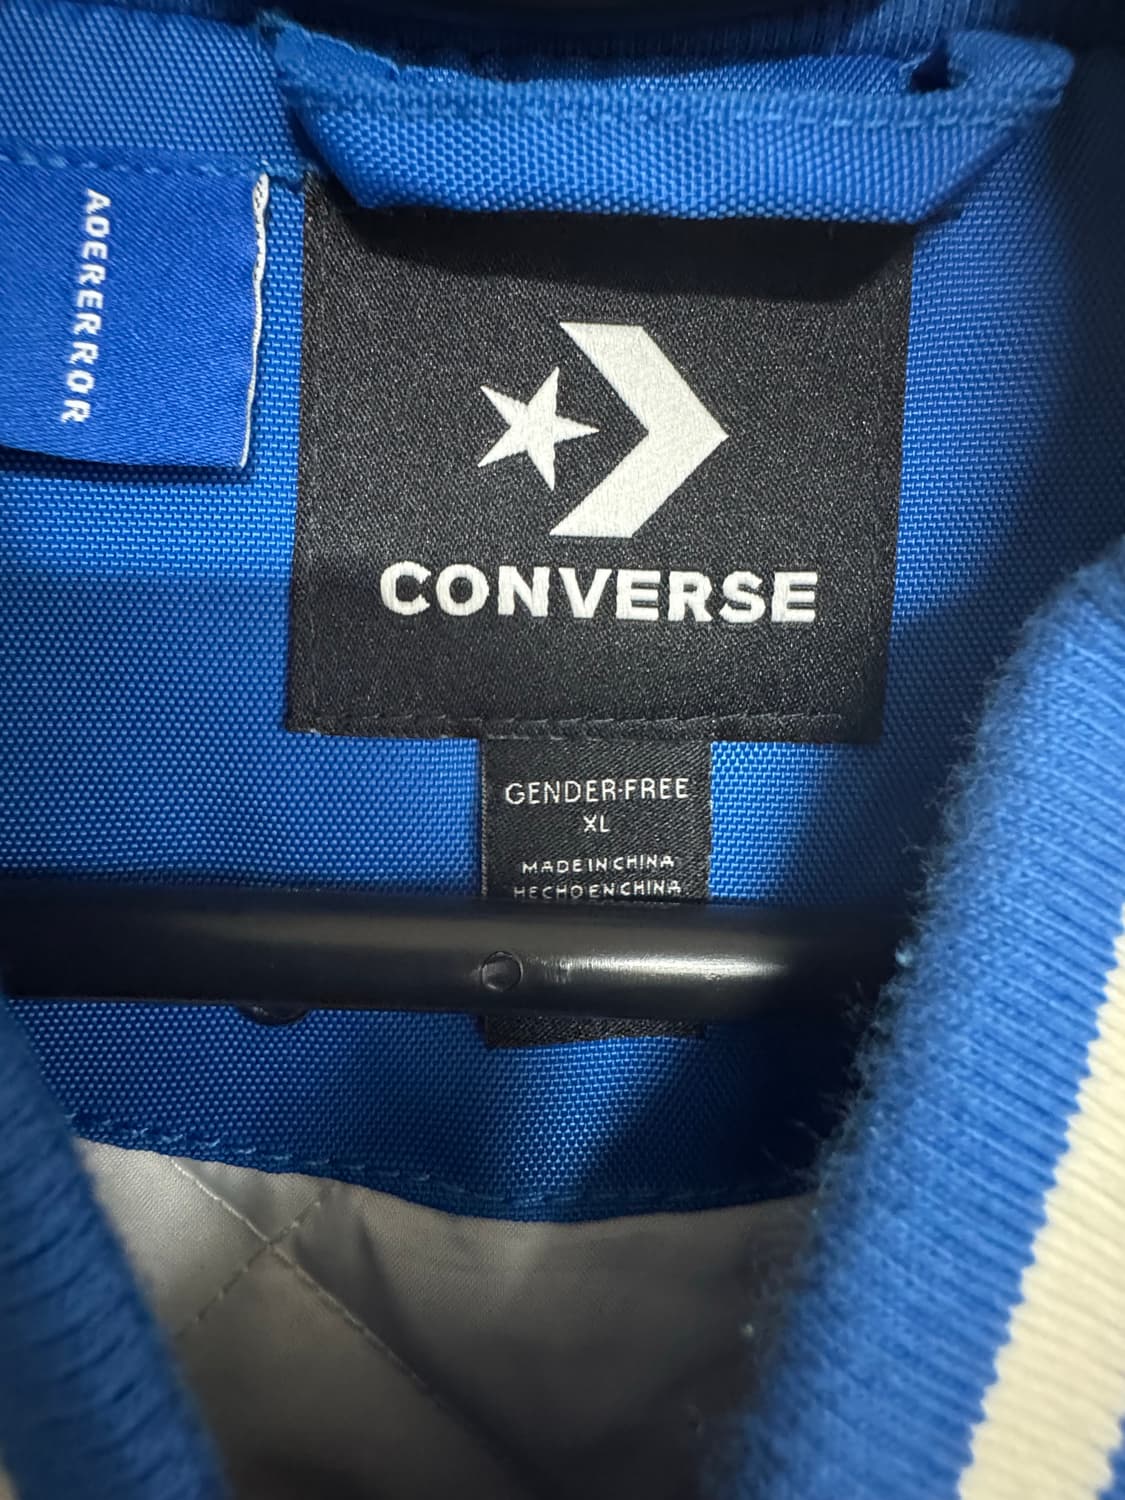 ADERERROR
CONVERSE
GENDER-FREE
XL
MADE IN CHINA
HECHO EN CHINA